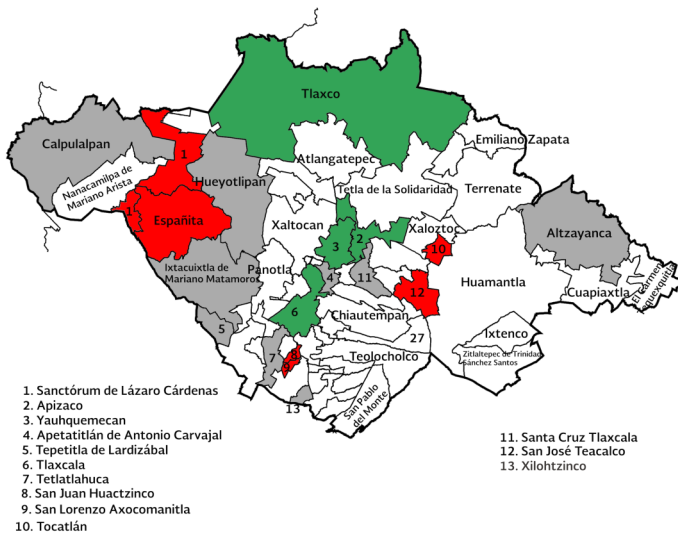 Tlaxco
Calpulalpan
Emiliano Zapata
1
Atlangatepec
Nanacamilpa de
Mariano Arista
Hueyotlipan
Tetla de la Solidaridad
Terrenate
1
Españita
Xaltocan
Xaloztoc
Altzayanca
2
3
10
Ixtacuixtla de
Mariano Matamoros
Panotla
4
11
Huamantla
El Carmen
Tequexquitla
12
Cuapiaxtla
6
Chiautempan
5
27
Ixtenco
7
8
9
Teolocholco
Zitlaltepec de Trinidad
Sánchez Santos
San Pablo
del Monte
13
1. Sanctórum de Lázaro Cárdenas
2. Apizaco
3. Yauhquemecan
4. Apetatitlán de Antonio Carvajal
5. Tepetitla de Lardizábal
6. Tlaxcala
7. Tetlatlahuca
8. San Juan Huactzinco
9. San Lorenzo Axocomanitla
10. Tocatlán
11. Santa Cruz Tlaxcala
12. San José Teacalco
13. Xilohtzinco